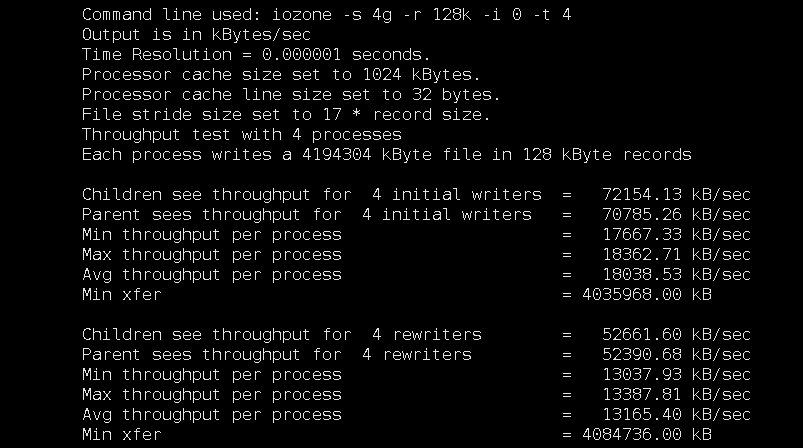 Command line used: iozone -s 4g -r 128k -i 0 -t 4
Output is in kBytes/sec
Time Resolution = 0.000001 seconds.
Processor cache size set to 1024 kBytes.
Processor cache line size set to 32 bytes.
File stride size set to 17 * record size.
Throughput test with 4 processes
Each process writes a 4194304 kByte file in 128 kByte records
Children see throughput for  4 initial writers  =   72154.13 kB/sec
Parent sees throughput for  4 initial writers   =   70785.26 kB/sec
Min throughput per process                      =   17667.33 kB/sec
Max throughput per process                      =   18362.71 kB/sec
Avg throughput per process                      =   18038.53 kB/sec
Min xfer                                        = 4035968.00 kB
Children see throughput for  4 rewriters        =   52661.60 kB/sec
Parent sees throughput for  4 rewriters         =   52390.68 kB/sec
Min throughput per process                      =   13037.93 kB/sec
Max throughput per process                      =   13387.81 kB/sec
Avg throughput per process                      =   13165.40 kB/sec
Min xfer                                        = 4084736.00 kB